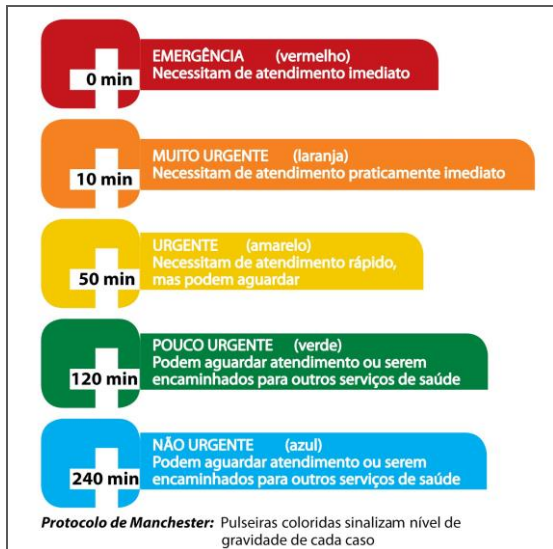 EMERGÊNCIA (vermelho)
Necessitam de atendimento imediato
0 min
MUITO URGENTE (laranja)
Necessitam de atendimento praticamente imediato
10 min
URGENTE (amarelo)
Necessitam de atendimento rápido,
mas podem aguardar
50 min
POUCO URGENTE (verde)
Podem aguardar atendimento ou serem
encaminhados para outros serviços de saúde
120 min
NÃO URGENTE (azul)
Podem aguardar atendimento ou serem
encaminhados para outros serviços de saúde
240 min
Protocolo de Manchester: Pulseiras coloridas sinalizam nível de
gravidade de cada caso